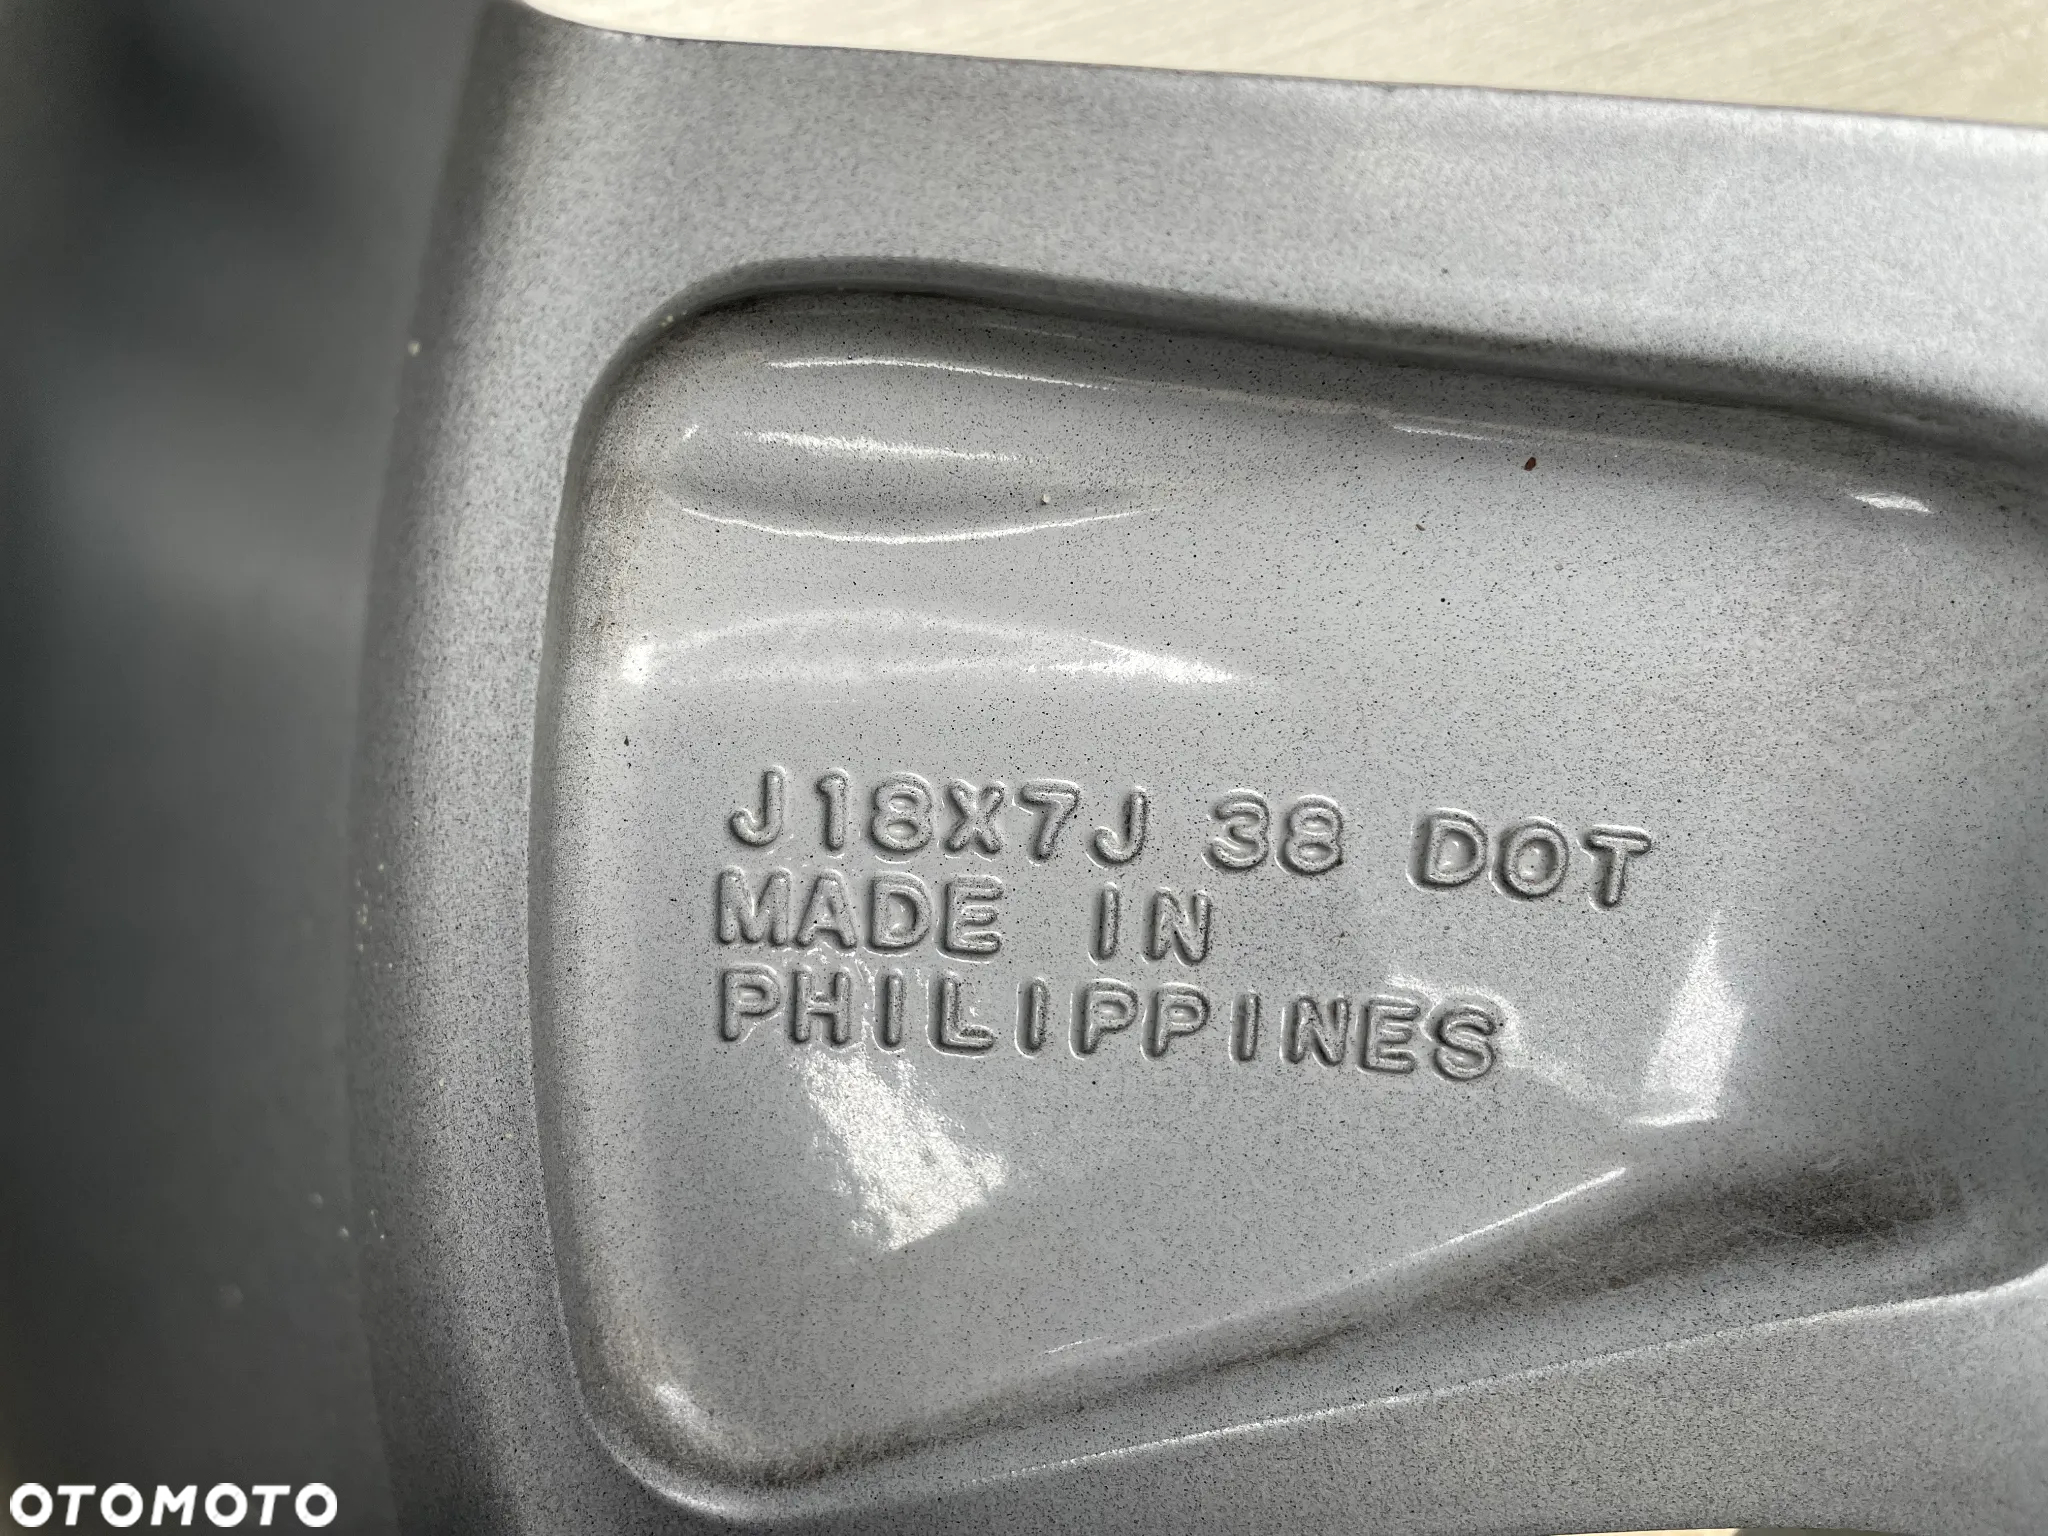 J18X7J 38 DOT
MADE IN
PHILIPPINES
OTOMOTO